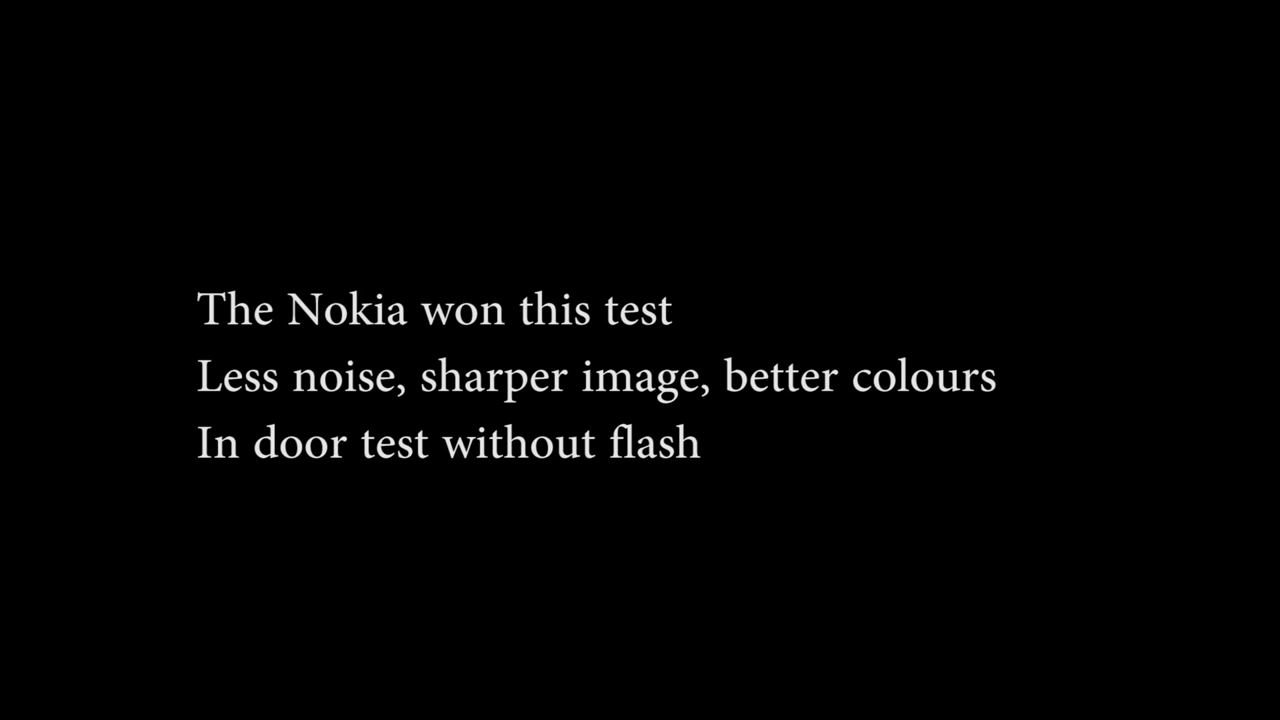 The Nokia won this test
Less noise, sharper image, better colours
In door test without flash